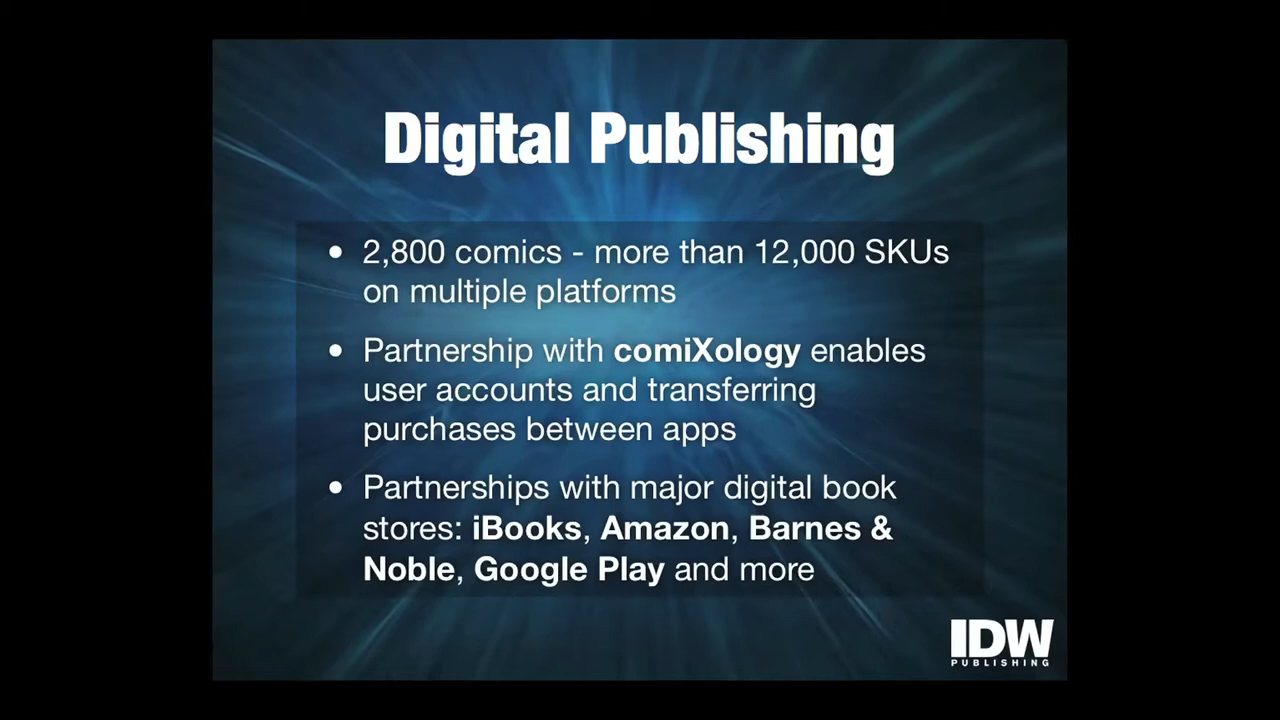 Digital Publishing
• 2,800 comics - more than 12,000 SKUs
on multiple platforms
• Partnership with comiXology enables
user accounts and transferring
purchases between apps
• Partnerships with major digital book
stores: iBooks, Amazon, Barnes &
Noble, Google Play and more
IDW
PUBLISHING